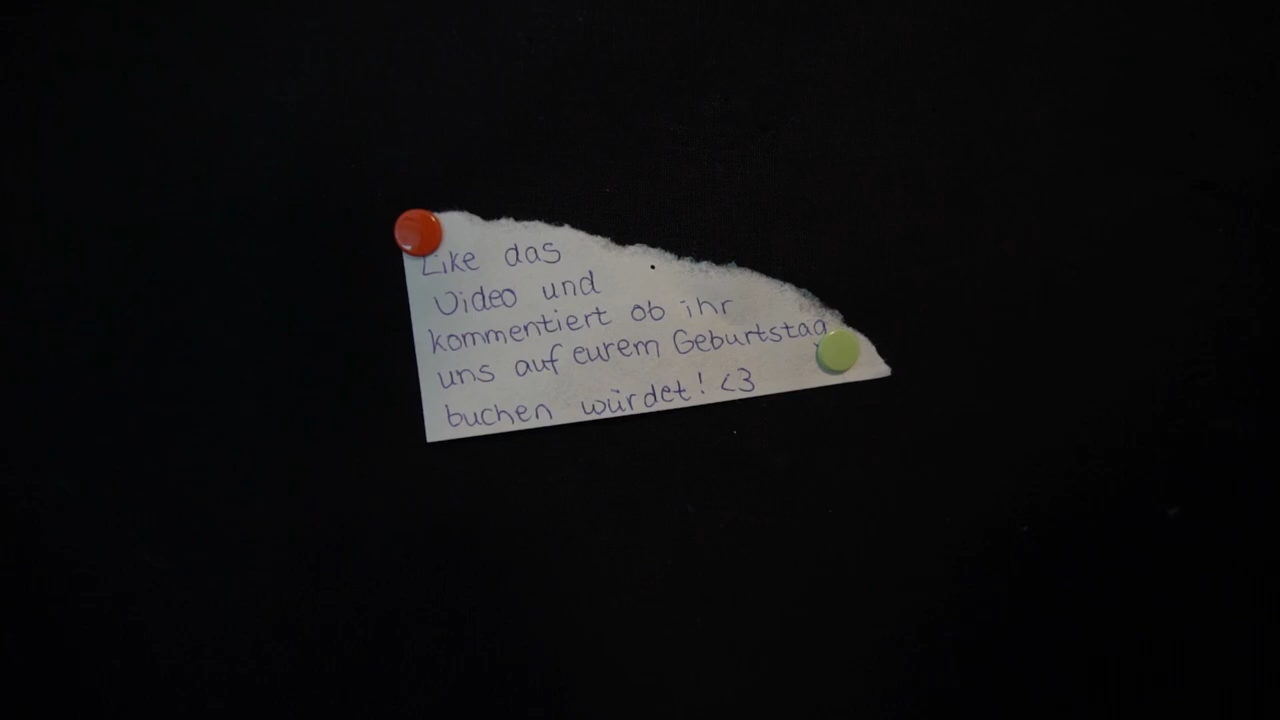 Like das
Video und
kommentiert ob ihr
uns auf eurem Geburtstag
buchen würdet! <3